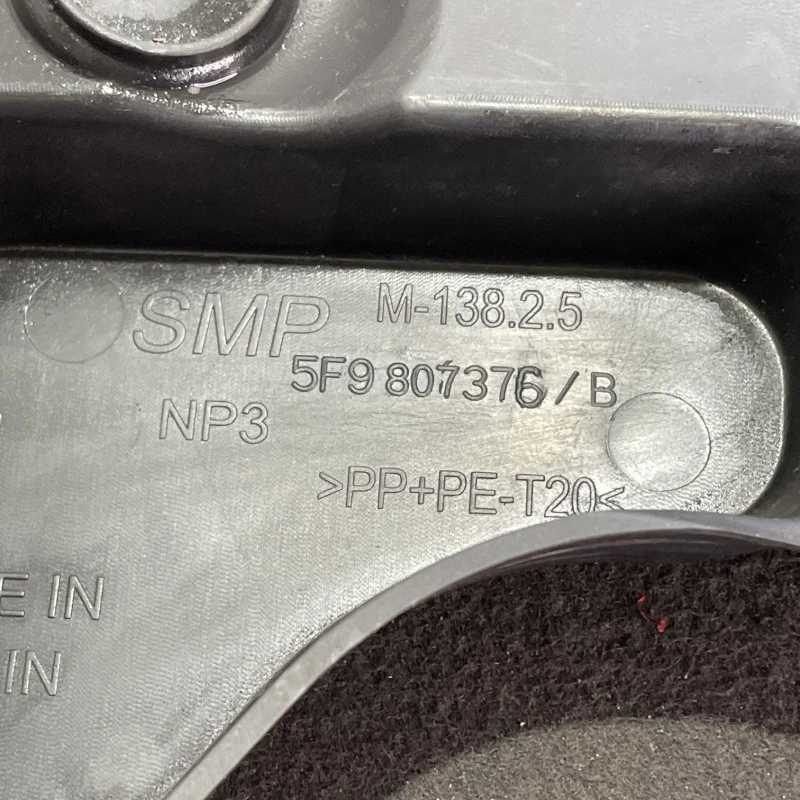 SMP M-138.2.5
5F9 807376 / B
NP3
>PP+PE-T20<
E IN
IN